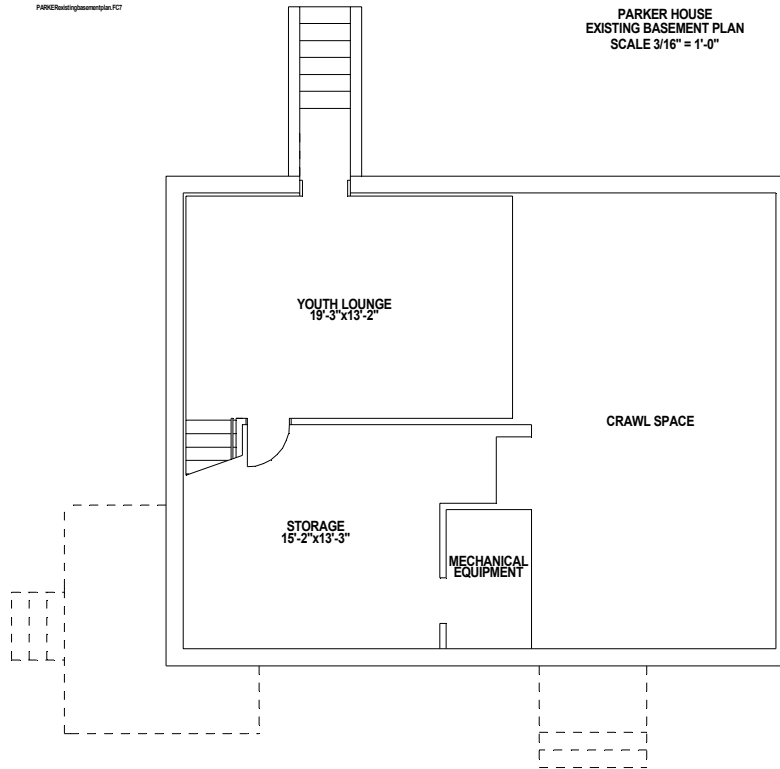 PARKERexistingbasementplan.FC7
PARKER HOUSE
EXISTING BASEMENT PLAN
SCALE 3/16" = 1'-0"
YOUTH LOUNGE
19'-3"x13'-2"
CRAWL SPACE
STORAGE
15'-2"x13'-3"
MECHANICAL
EQUIPMENT